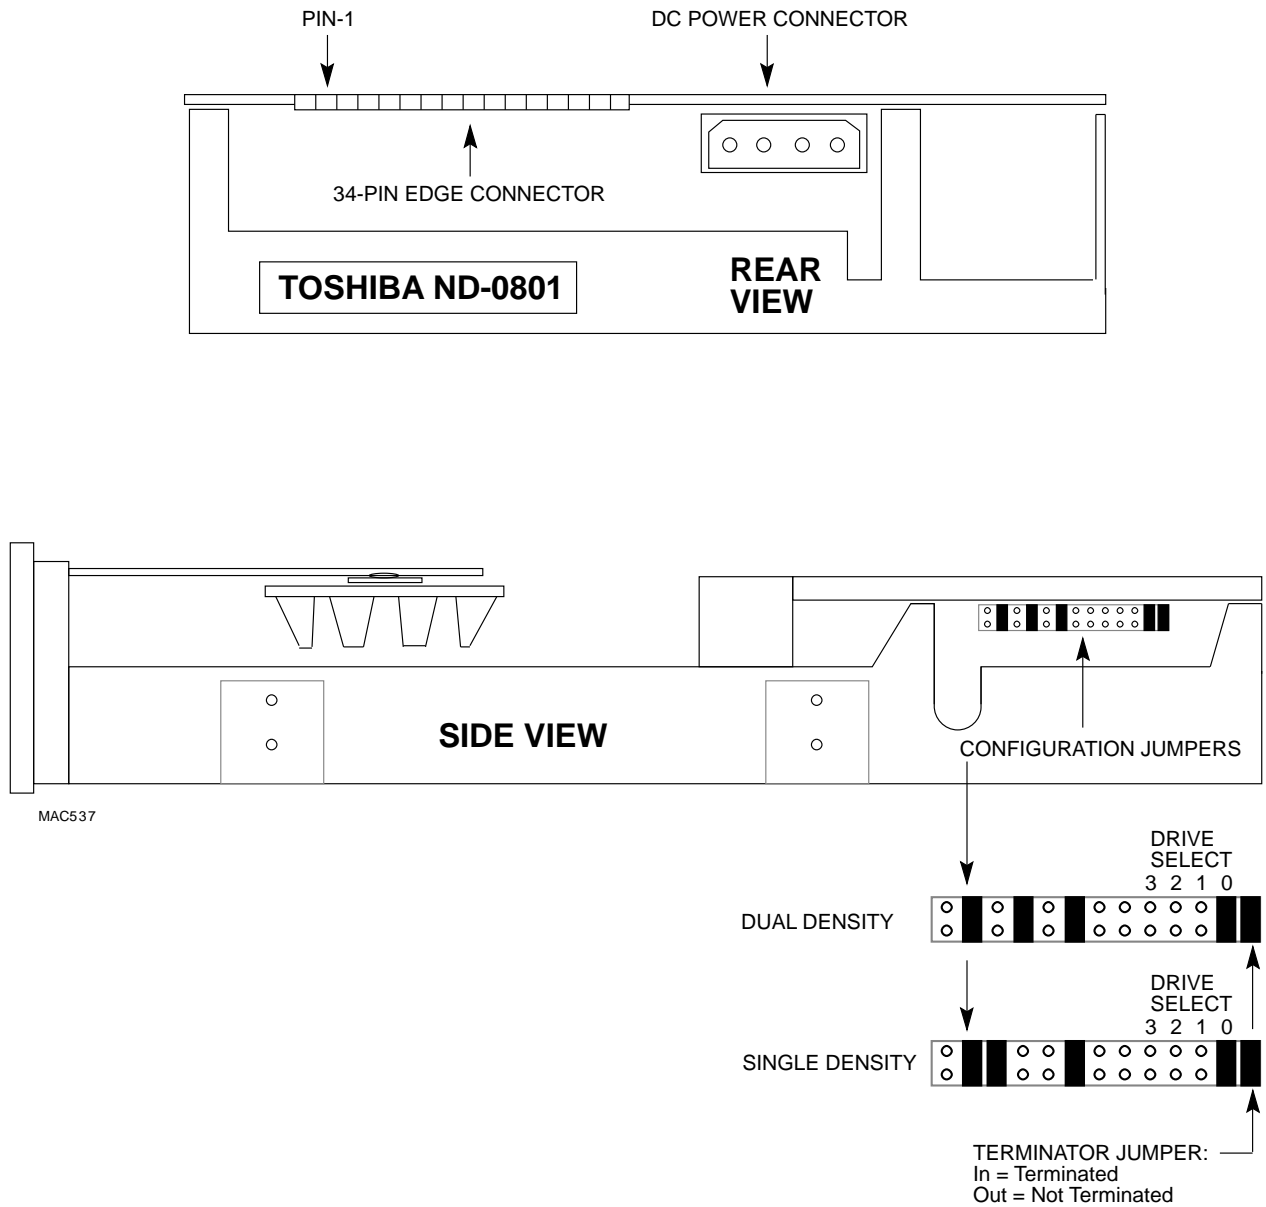 PIN-1
DC POWER CONNECTOR
34-PIN EDGE CONNECTOR
TOSHIBA ND-0801
REAR
VIEW
SIDE VIEW
CONFIGURATION JUMPERS
MAC537
DRIVE
SELECT
3 2 1 0
DUAL DENSITY
DRIVE
SELECT
3 2 1 0
SINGLE DENSITY
TERMINATOR JUMPER:
In = Terminated
Out = Not Terminated